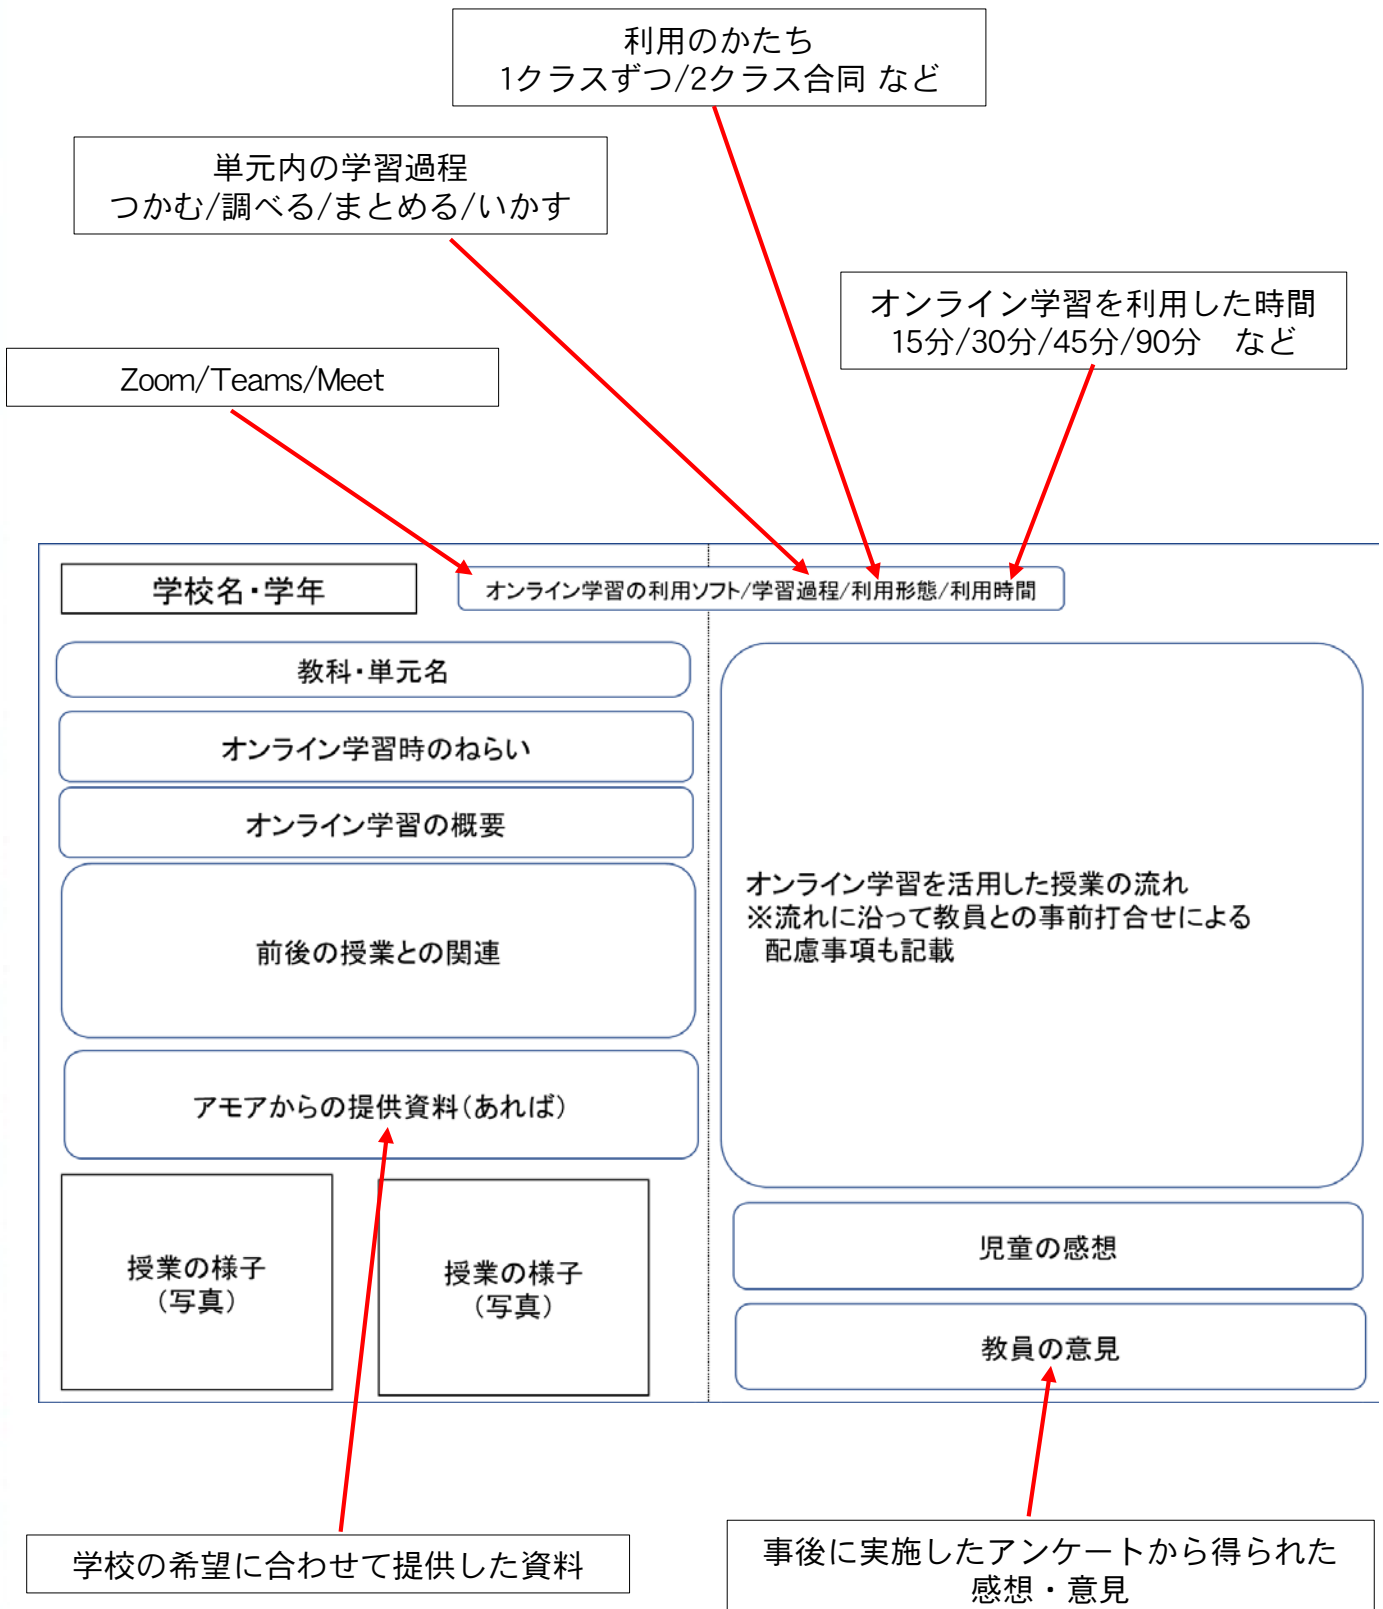 利用のかたち
1クラスずつ/2クラス合同 など
単元内の学習過程
つかむ/調べる/まとめる/いかす
オンライン学習を利用した時間
15分/30分/45分/90分　など
Zoom/Teams/Meet
学校名・学年
オンライン学習の利用ソフト/学習過程/利用形態/利用時間
教科・単元名
オンライン学習時のねらい
オンライン学習の概要
前後の授業との関連
アモアからの提供資料(あれば)
授業の様子
(写真)
授業の様子
(写真)
オンライン学習を活用した授業の流れ
※流れに沿って教員との事前打合せによる
配慮事項も記載
児童の感想
教員の意見
学校の希望に合わせて提供した資料
事後に実施したアンケートから得られた
感想・意見